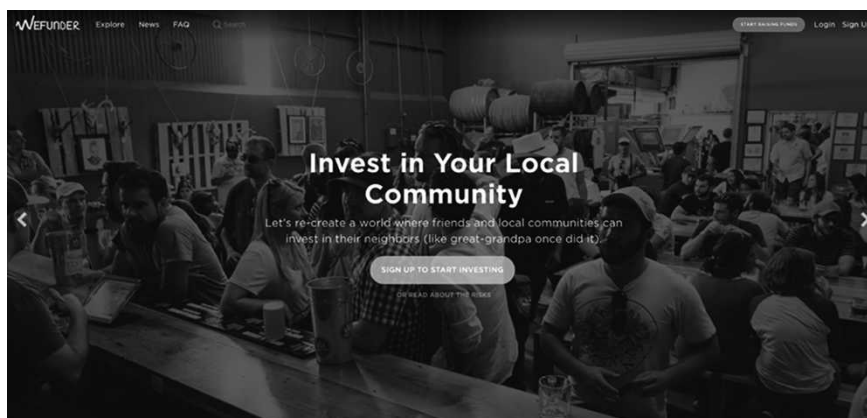 WEFUNDER Explore News FAQ Search START RAISING FUNDS Login Sign U
Invest in Your Local
Community
Let's re-create a world where friends and local communities can
invest in their neighbors (like great-grandpa once did it).
SIGN UP TO START INVESTING
OR READ ABOUT THE RISKS